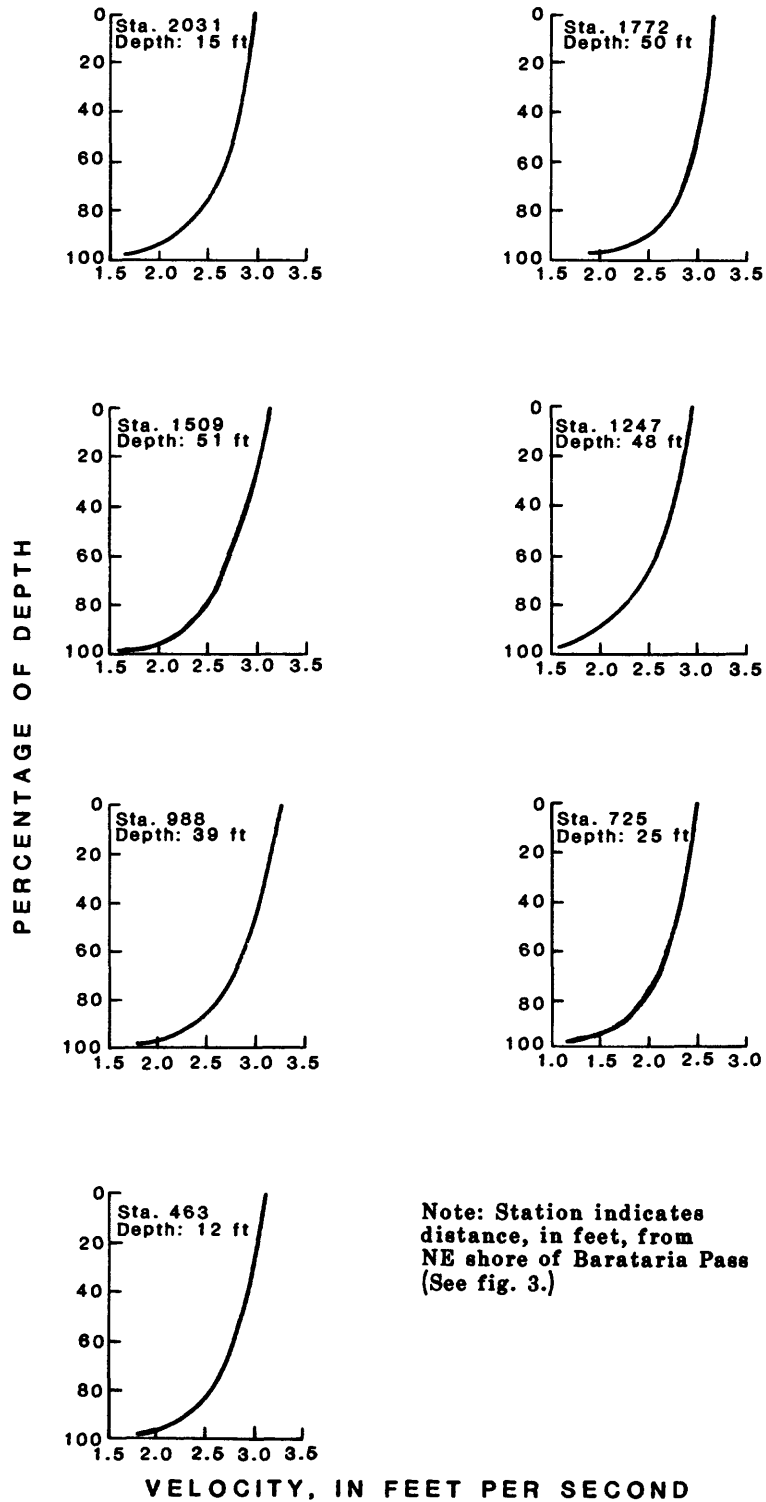 Sta. 2031
Depth: 15 ft
0
20
40
60
80
100
1.5 2.0 2.5 3.0 3.5
Sta. 1772
Depth: 50 ft
0
20
40
60
80
100
1.5 2.0 2.5 3.0 3.5
Sta. 1509
Depth: 51 ft
0
20
40
60
80
100
1.5 2.0 2.5 3.0 3.5
Sta. 1247
Depth: 48 ft
0
20
40
60
80
100
1.5 2.0 2.5 3.0 3.5
PERCENTAGE OF DEPTH
Sta. 988
Depth: 39 ft
0
20
40
60
80
100
1.5 2.0 2.5 3.0 3.5
Sta. 725
Depth: 25 ft
0
20
40
60
80
100
1.0 1.5 2.0 2.5 3.0
Sta. 463
Depth: 12 ft
0
20
40
60
80
100
1.5 2.0 2.5 3.0 3.5
Note: Station indicates
distance, in feet, from
NE shore of Barataria Pass
(See fig. 3.)
VELOCITY, IN FEET PER SECOND